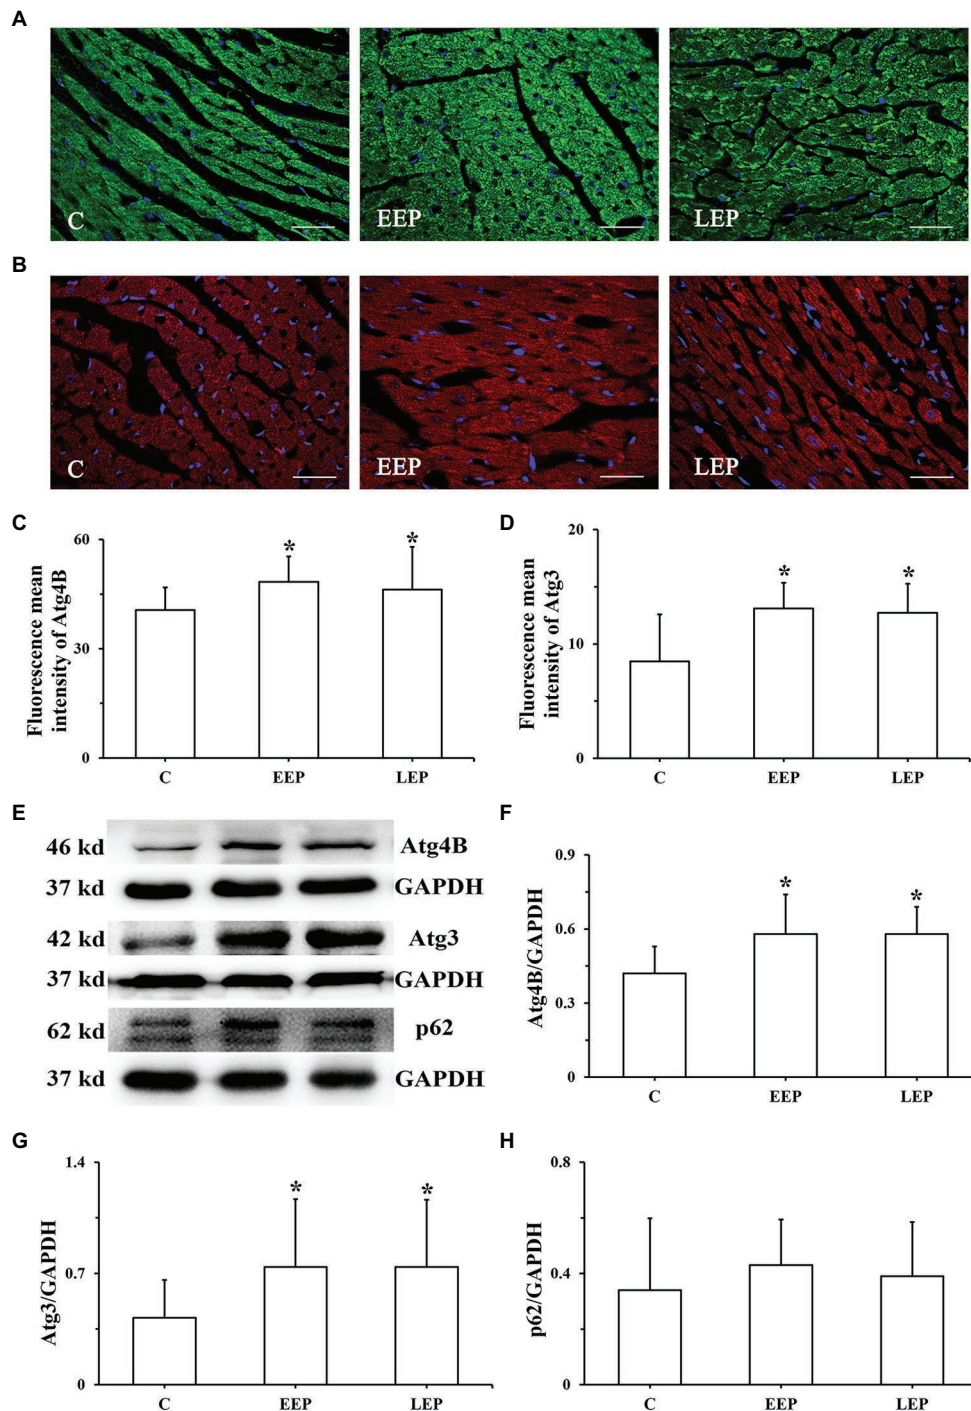 A
C
EEP
LEP
B
C
EEP
LEP
C
Fluorescence mean
intensity of Atg4B
60
30
0
*
*
C
EEP
LEP
D
Fluorescence mean
intensity of Atg3
20
10
0
*
*
C
EEP
LEP
E
46 kd
Atg4B
37 kd
GAPDH
42 kd
Atg3
37 kd
GAPDH
62 kd
p62
37 kd
GAPDH
F
Atg4B/GAPDH
0.9
0.6
0.3
0
*
*
C
EEP
LEP
G
Atg3/GAPDH
1.4
0.7
0
*
*
C
EEP
LEP
H
p62/GAPDH
0.8
0.4
0
C
EEP
LEP